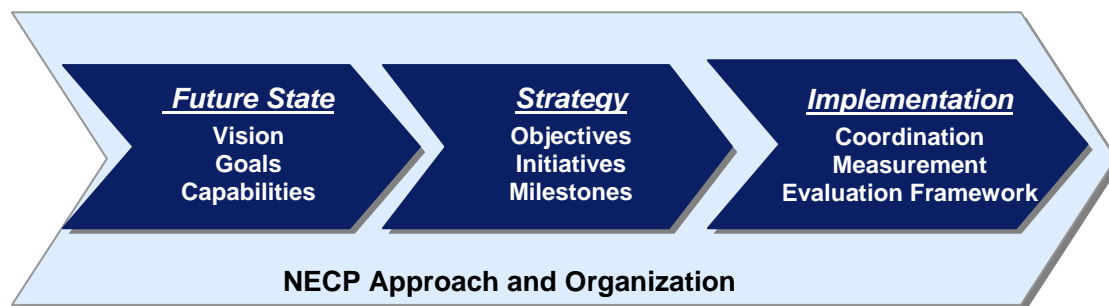 Future State
Vision
Goals
Capabilities
Strategy
Objectives
Initiatives
Milestones
Implementation
Coordination
Measurement
Evaluation Framework
NECP Approach and Organization